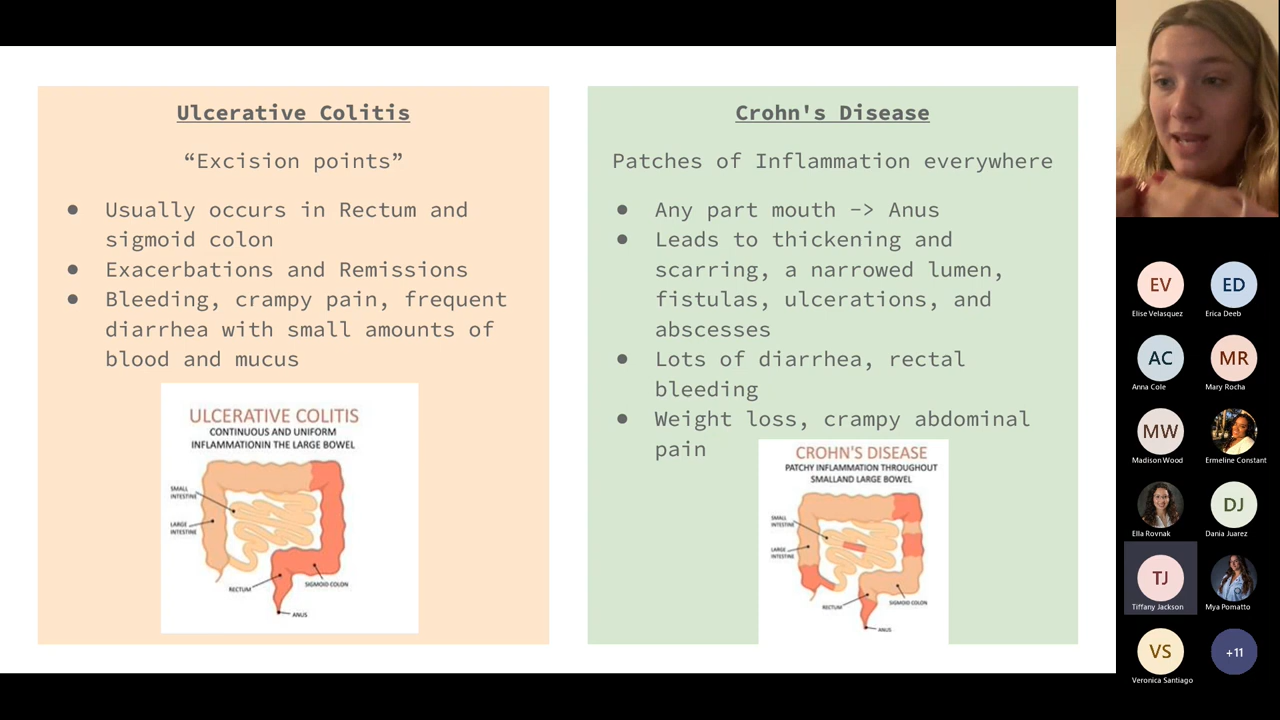 Ulcerative Colitis
“Excision points”
● Usually occurs in Rectum and
sigmoid colon
● Exacerbations and Remissions
● Bleeding, crampy pain, frequent
diarrhea with small amounts of
blood and mucus
ULCERATIVE COLITIS
CONTINUOUS AND UNIFORM
INFLAMMATIONIN THE LARGE BOWEL
SMALL
INTESTINE
LARGE
INTESTINE
RECTUM
SIGMOID COLON
ANUS
Crohn's Disease
Patches of Inflammation everywhere
● Any part mouth -> Anus
● Leads to thickening and
scarring, a narrowed lumen,
fistulas, ulcerations, and
abscesses
● Lots of diarrhea, rectal
bleeding
● Weight loss, crampy abdominal
pain
CROHN'S DISEASE
PATCHY INFLAMMATION THROUGHOUT
SMALLAND LARGE BOWEL
SMALL
INTESTINE
LARGE
INTESTINE
RECTUM
SIGMOID COLON
ANUS
EV
ED
Elise Velasquez
Erica Deeb
AC
MR
Anna Cole
Mary Rocha
MW
Madison Wood
Ermeline Constant
DJ
Ella Rovnak
Dania Juarez
TJ
Tiffany Jackson
Mya Pomatto
VS
+11
Veronica Santiago